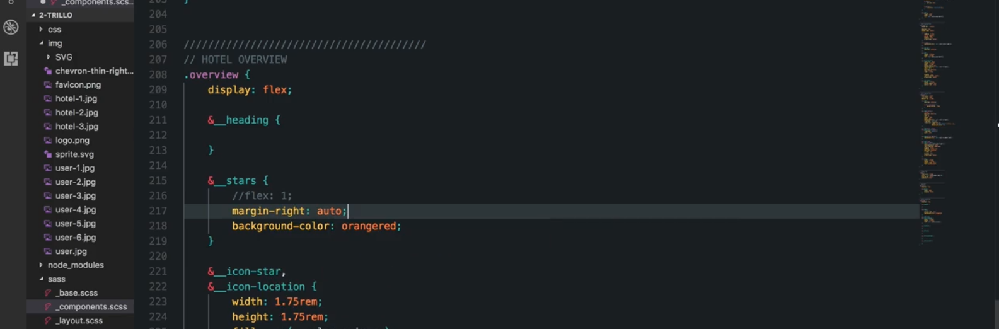 _components.scs...
2-TRILLO
css
img
SVG
chevron-thin-right...
favicon.png
hotel-1.jpg
hotel-2.jpg
hotel-3.jpg
logo.png
sprite.svg
user-1.jpg
user-2.jpg
user-3.jpg
user-4.jpg
user-5.jpg
user-6.jpg
user.jpg
node_modules
sass
_base.scss
_components.scss
_layout.scss
203 }
204
205
206 ////////////////////////////////////////
207 // HOTEL OVERVIEW
208 .overview {
209 display: flex;
210
211 &__heading {
212
213 }
214
215 &__stars {
216 //flex: 1;
217 margin-right: auto;
218 background-color: orangered;
219 }
220
221 &__icon-star,
222 &__icon-location {
223 width: 1.75rem;
224 height: 1.75rem;